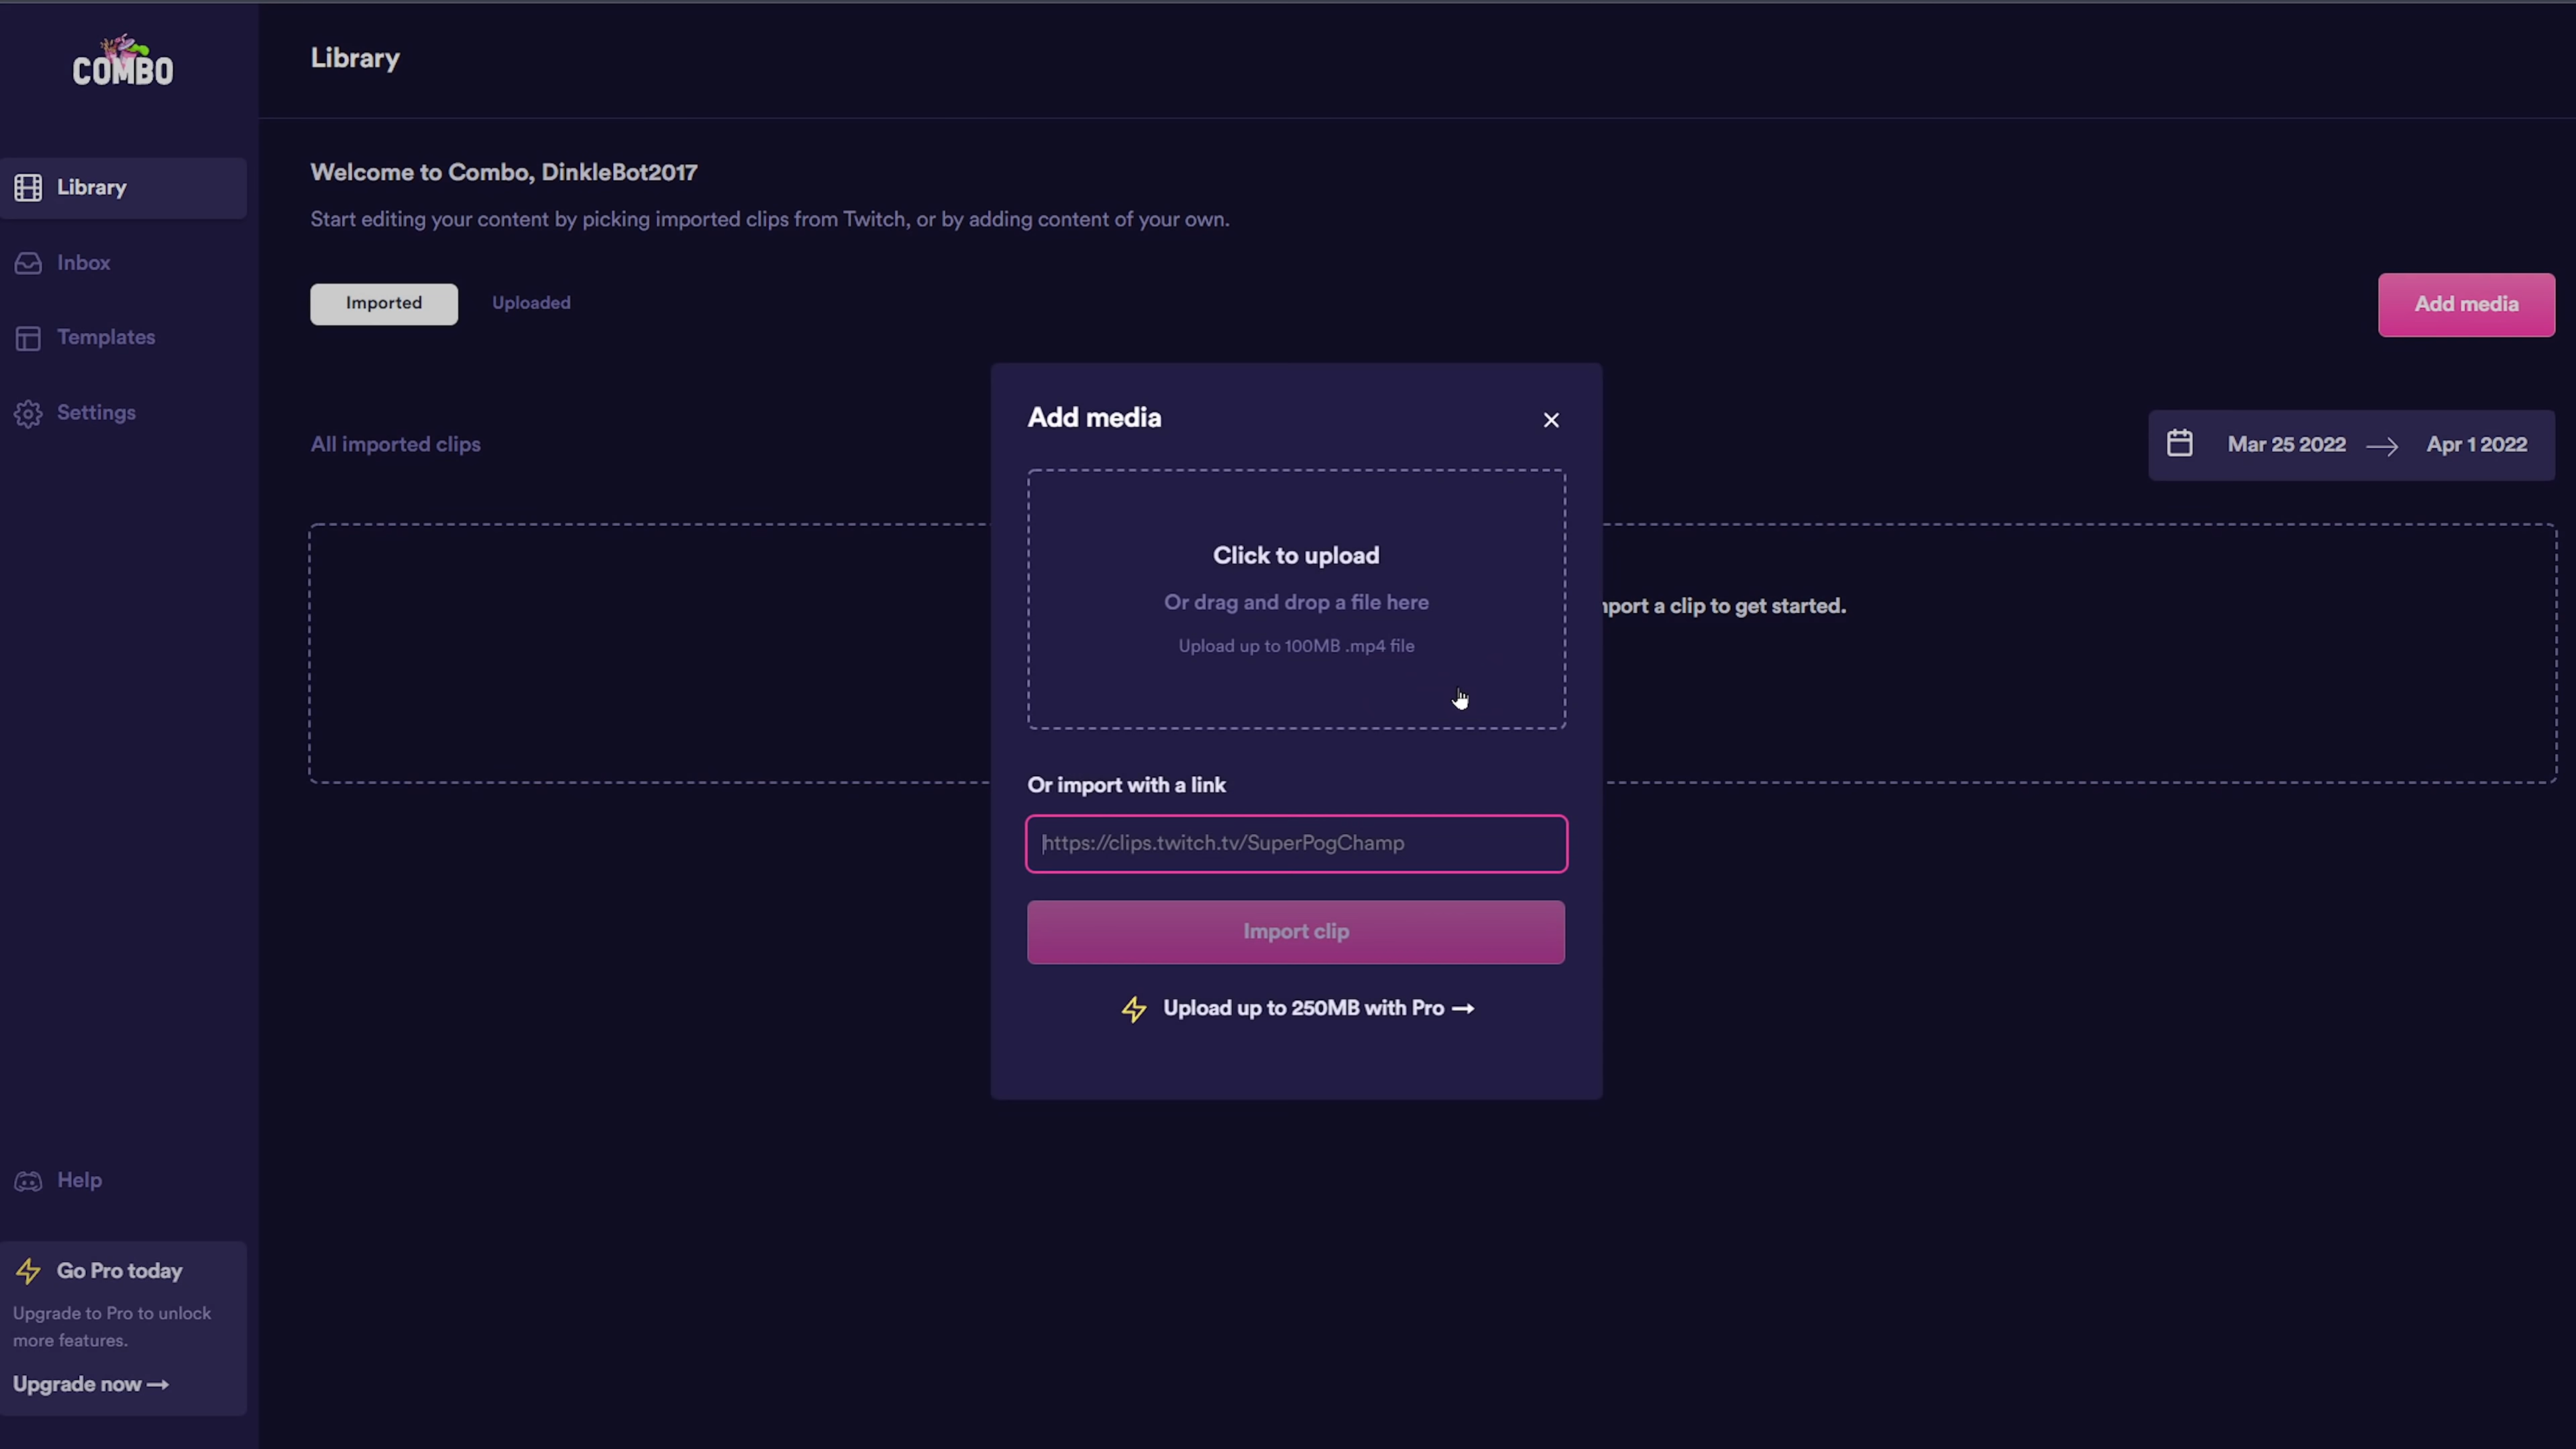 COMBO
Library
Inbox
Templates
Settings
Help
Go Pro today
Upgrade to Pro to unlock
more features.
Upgrade now →
Library
Welcome to Combo, DinkleBot2017
Start editing your content by picking imported clips from Twitch, or by adding content of your own.
Imported
Uploaded
Add media
All imported clips
Mar 25 2022 → Apr 1 2022
a clip to get started.
Add media
Click to upload
Or drag and drop a file here
Upload up to 100MB .mp4 file
Or import with a link
https://clips.twitch.tv/SuperPogChamp
Import clip
Upload up to 250MB with Pro →